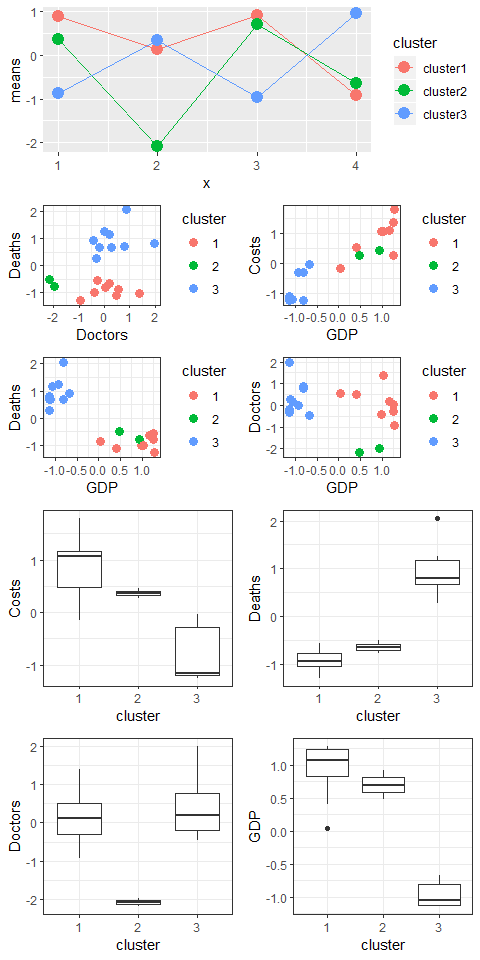 1
0
-1
-2
means
1 2 3 4
x
cluster
cluster1
cluster2
cluster3
2
1
0
-1
Deaths
-2 -1 0 1 2
Doctors
cluster
1
2
3
1
0
-1
Costs
-1.0 -0.5 0.0 0.5 1.0
GDP
cluster
1
2
3
2
1
0
-1
Deaths
-1.0 -0.5 0.0 0.5 1.0
GDP
cluster
1
2
3
2
1
0
-1
-2
Doctors
-1.0 -0.5 0.0 0.5 1.0
GDP
cluster
1
2
3
1
0
-1
Costs
1 2 3
cluster
2
1
0
-1
Deaths
1 2 3
cluster
2
1
0
-1
-2
Doctors
1 2 3
cluster
1.0
0.5
0.0
-0.5
-1.0
GDP
1 2 3
cluster